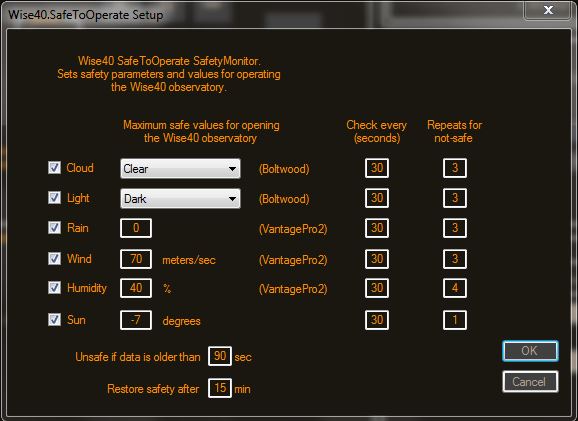 Wise40.SafeToOperate Setup
x
Wise40 SafeToOperate SafetyMonitor.
Sets safety parameters and values for operating
the Wise40 observatory.
Maximum safe values for opening
the Wise40 observatory
Check every
(seconds)
Repeats for
not-safe
Cloud Clear (Boltwood) 30 3
Light Dark (Boltwood) 30 3
Rain 0 (VantagePro2) 30 3
Wind 70 meters/sec (VantagePro2) 30 3
Humidity 40 % (VantagePro2) 30 4
Sun -7 degrees 30 1
Unsafe if data is older than 90 sec
OK
Restore safety after 15 min
Cancel